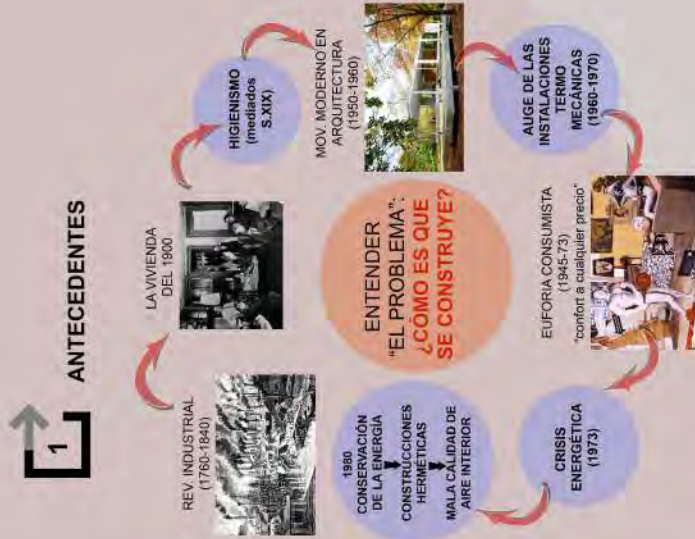 1
ANTECEDENTES
REV. INDUSTRIAL
(1760-1840)
LA VIVIENDA
DEL 1900
HIGIENISMO
(mediados
S.XIX)
MOV. MODERNO EN
ARQUITECTURA
(1950-1960)
AUGE DE LAS
INSTALACIONES
TERMO
MECÁNICAS
(1960-1970)
EUFORIA CONSUMISTA
(1945-73)
"confort a cualquier precio"
CRISIS
ENERGÉTICA
(1973)
1980
CONSERVACIÓN
DE LA ENERGÍA
CONSTRUCCIONES
HERMÉTICAS
MALA CALIDAD DE
AIRE INTERIOR
ENTENDER
"EL PROBLEMA":
¿CÓMO ES QUE
SE CONSTRUYE?